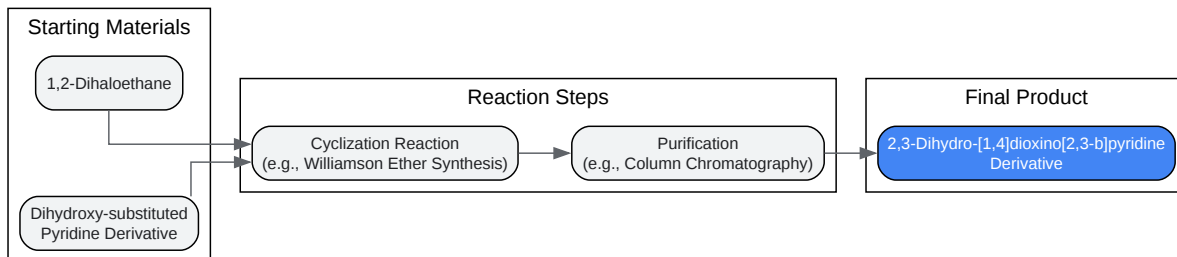 Starting Materials
1,2-Dihaloethane
Dihydroxy-substituted
Pyridine Derivative
Reaction Steps
Cyclization Reaction
(e.g., Williamson Ether Synthesis)
Purification
(e.g., Column Chromatography)
Final Product
2,3-Dihydro-[1,4]dioxino[2,3-b]pyridine
Derivative